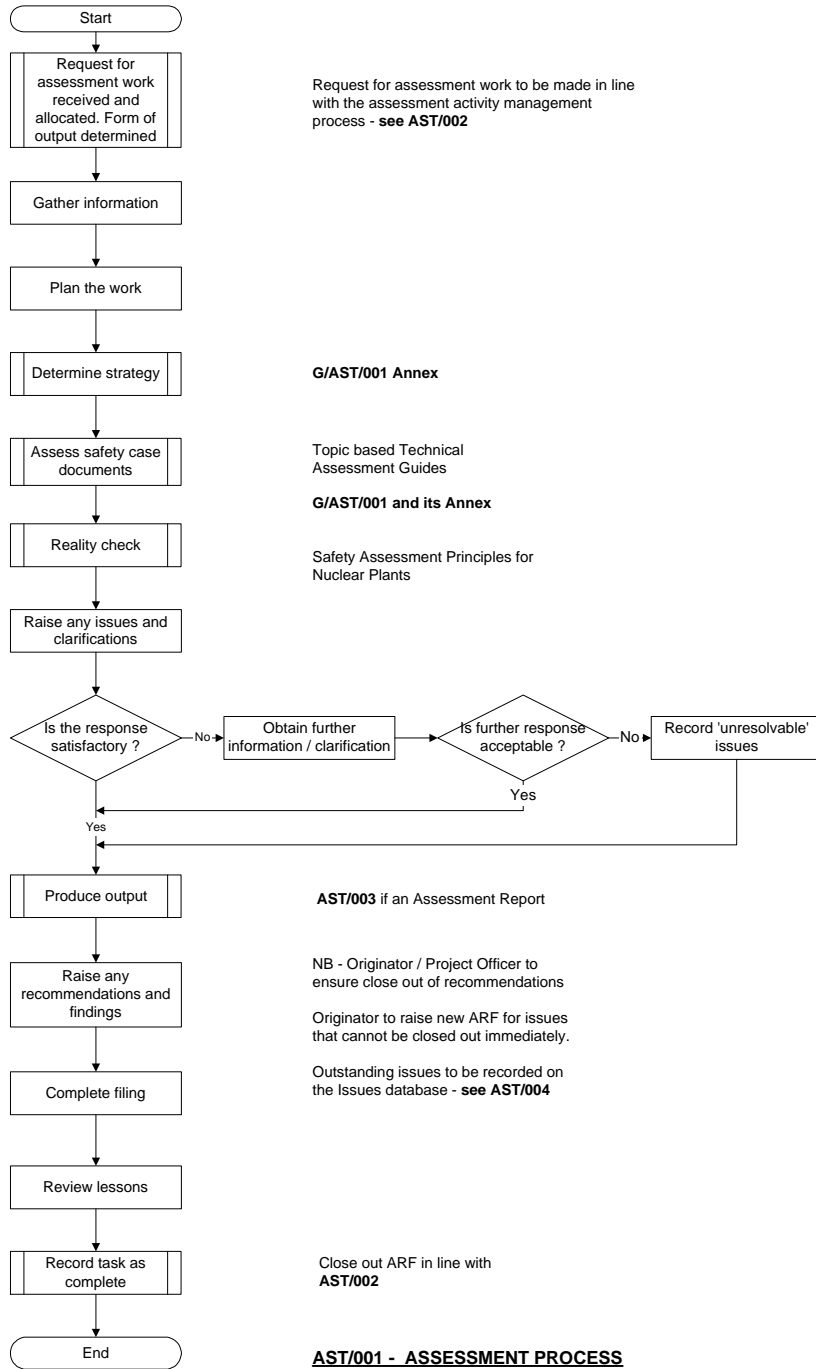 Start
Request for
assessment work
received and
allocated. Form of
output determined
Request for assessment work to be made in line
with the assessment activity management
process - see AST/002
Gather information
Plan the work
Determine strategy
G/AST/001 Annex
Assess safety case
documents
Topic based Technical
Assessment Guides
G/AST/001 and its Annex
Reality check
Safety Assessment Principles for
Nuclear Plants
Raise any issues and
clarifications
Is the response
satisfactory ?
No
Obtain further
information / clarification
Is further response
acceptable ?
No
Record 'unresolvable'
issues
Yes
Yes
Produce output
AST/003 if an Assessment Report
Raise any
recommendations and
findings
NB - Originator / Project Officer to
ensure close out of recommendations
Originator to raise new ARF for issues
that cannot be closed out immediately.
Outstanding issues to be recorded on
the Issues database - see AST/004
Complete filing
Review lessons
Record task as
complete
Close out ARF in line with
AST/002
End
AST/001 - ASSESSMENT PROCESS